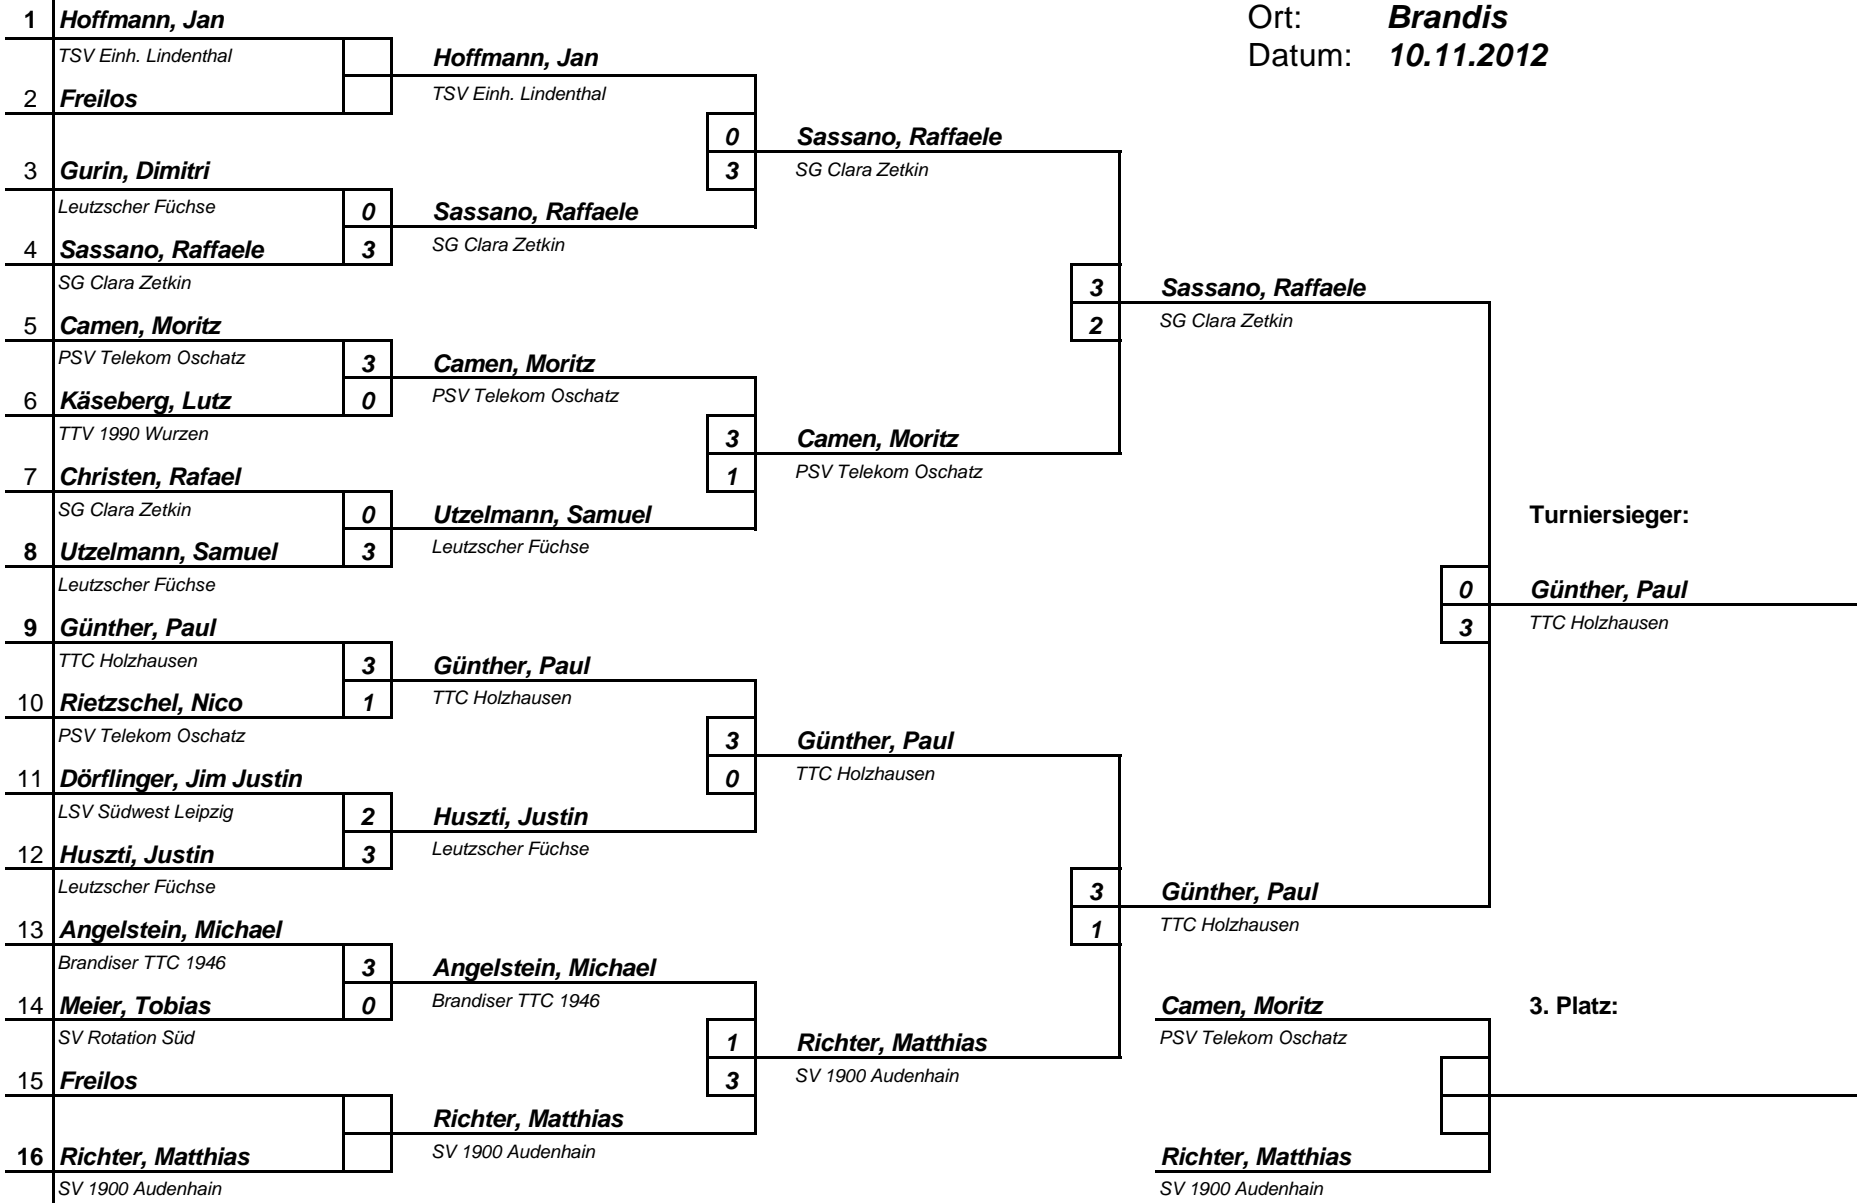 Ort: Brandis
Datum: 10.11.2012
1 Hoffmann, Jan
TSV Einh. Lindenthal
2 Freilos
3 Gurin, Dimitri
Leutzscher Füchse 0
4 Sassano, Raffaele 3
SG Clara Zetkin
5 Camen, Moritz
PSV Telekom Oschatz 3
6 Käseberg, Lutz 0
TTV 1990 Wurzen
7 Christen, Rafael
SG Clara Zetkin 0
8 Utzelmann, Samuel 3
Leutzscher Füchse
9 Günther, Paul
TTC Holzhausen 3
10 Rietzschel, Nico 1
PSV Telekom Oschatz
11 Dörflinger, Jim Justin
LSV Südwest Leipzig 2
12 Huszti, Justin 3
Leutzscher Füchse
13 Angelstein, Michael
Brandiser TTC 1946 3
14 Meier, Tobias 0
SV Rotation Süd
15 Freilos
16 Richter, Matthias
SV 1900 Audenhain
Hoffmann, Jan
TSV Einh. Lindenthal
0
3
Sassano, Raffaele
SG Clara Zetkin
Camen, Moritz
PSV Telekom Oschatz
3
1
Utzelmann, Samuel
Leutzscher Füchse
Günther, Paul
TTC Holzhausen
3
0
Huszti, Justin
Leutzscher Füchse
Angelstein, Michael
Brandiser TTC 1946
1
3
Richter, Matthias
SV 1900 Audenhain
Sassano, Raffaele
SG Clara Zetkin
3
2
Camen, Moritz
PSV Telekom Oschatz
Günther, Paul
TTC Holzhausen
3
1
Richter, Matthias
SV 1900 Audenhain
Sassano, Raffaele
SG Clara Zetkin
0
3
Günther, Paul
TTC Holzhausen
Turniersieger:
Günther, Paul
TTC Holzhausen
Camen, Moritz
PSV Telekom Oschatz
3. Platz:
Richter, Matthias
SV 1900 Audenhain